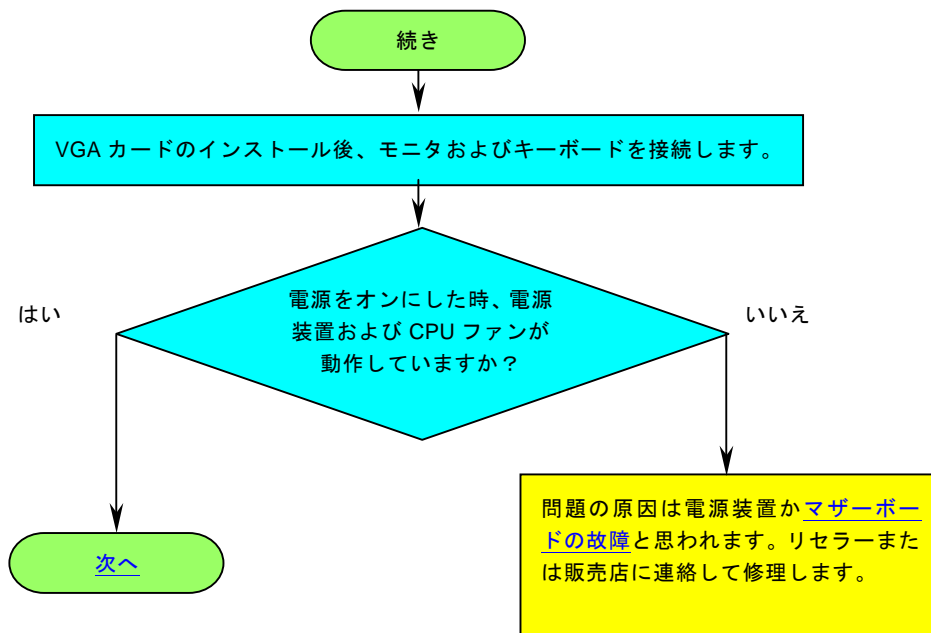 続き
VGA カードのインストール後、モニタおよびキーボードを接続します。
電源をオンにした時、電源
装置および CPU ファンが
動作していますか？
はい
いいえ
問題の原因は電源装置かマザーボー
ドの故障と思われます。リセラーまた
は販売店に連絡して修理します。
次へ